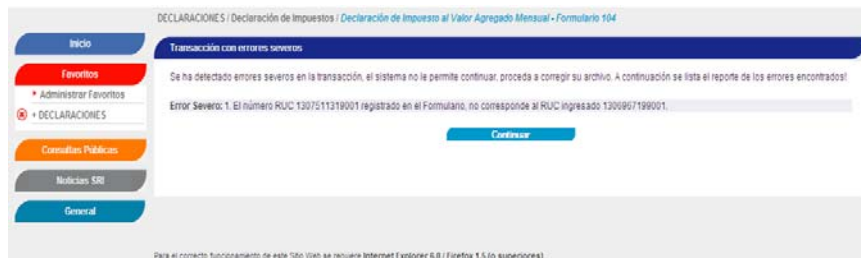 DECLARACIONES / Declaración de Impuestos / Declaración de Impuesto al Valor Agregado Mensual - Formulario 104
Inicio
Transacción con errores severos
Favoritos
Administrar Favoritos
+ DECLARACIONES
Se ha detectado errores severos en la transacción, el sistema no le permite continuar, proceda a corregir su archivo. A continuación se lista el reporte de los errores encontrados!
Error Severo: 1. El número RUC 1307511319001 registrado en el Formulario, no corresponde al RUC ingresado 1306967199001.
Continuar
Consultas Públicas
Noticias SRI
General
Para el correcto funcionamiento de este Sitio Web se requiere Internet Explorer 6.0 / Firefox 1.5 (o superiores)